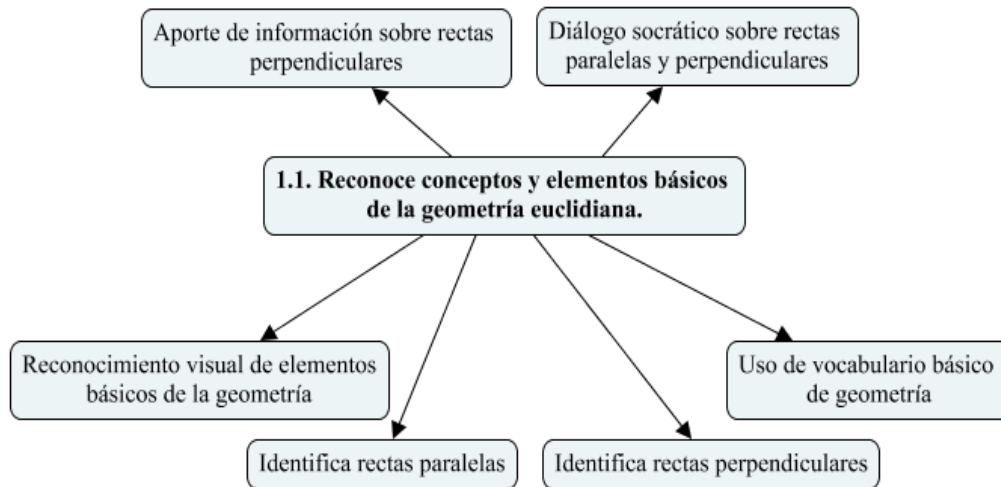 Aporte de información sobre rectas
perpendiculares
Diálogo socrático sobre rectas
paralelas y perpendiculares
1.1. Reconoce conceptos y elementos básicos
de la geometría euclidiana.
Reconocimiento visual de elementos
básicos de la geometría
Uso de vocabulario básico
de geometría
Identifica rectas paralelas
Identifica rectas perpendiculares